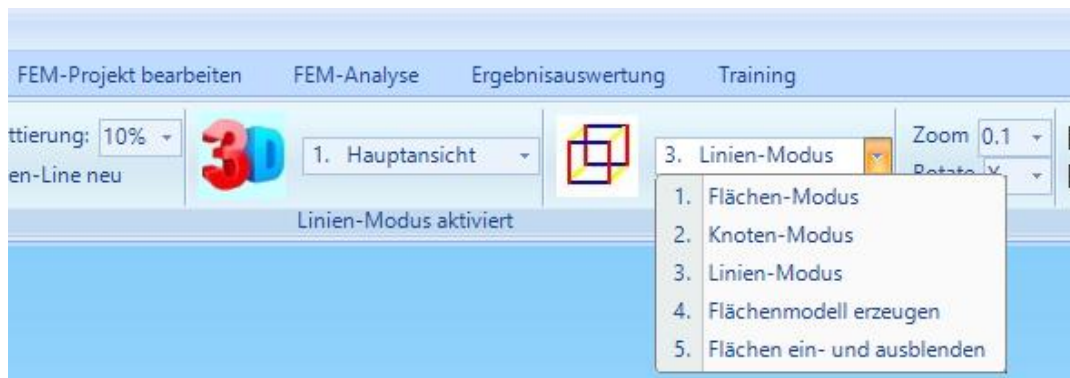 FEM-Projekt bearbeiten FEM-Analyse Ergebnisauswertung Training
ttierung: 10% 3D 1. Hauptansicht 3. Linien-Modus Zoom 0.1
en-Line neu Rotate X
Linien-Modus aktiviert
1. Flächen-Modus
2. Knoten-Modus
3. Linien-Modus
4. Flächenmodell erzeugen
5. Flächen ein- und ausblenden